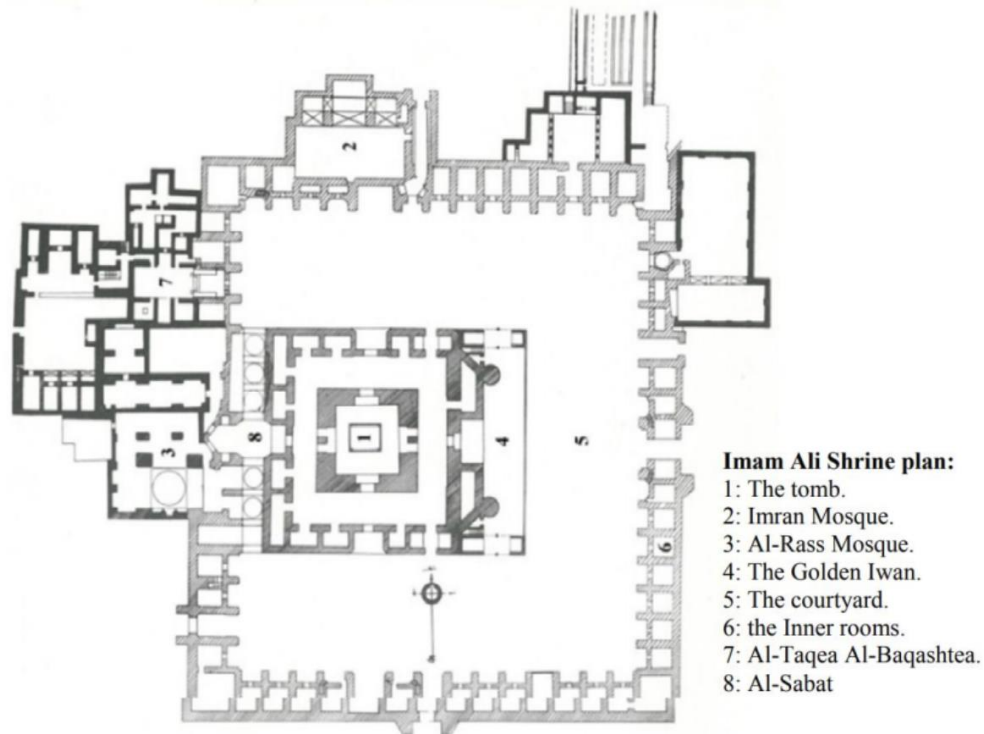 2
7
1
8
4
5
3
6
Imam Ali Shrine plan:
1: The tomb.
2: Imran Mosque.
3: Al-Rass Mosque.
4: The Golden Iwan.
5: The courtyard.
6: the Inner rooms.
7: Al-Taqea Al-Baqashtea.
8: Al-Sabat